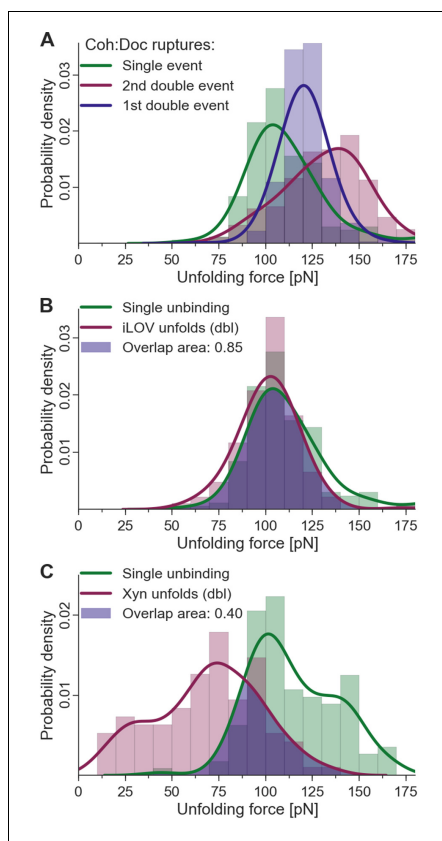 A
Coh:Doc ruptures:
Single event
2nd double event
1st double event
Probability density
0.01
0.02
0.03
0 25 50 75 100 125 150 175
Unfolding force [pN]
B
Single unbinding
iLOV unfolds (dbl)
Overlap area: 0.85
Probability density
0.01
0.02
0.03
0 25 50 75 100 125 150 175
Unfolding force [pN]
C
Single unbinding
Xyn unfolds (dbl)
Overlap area: 0.40
Probability density
0.01
0.02
0 25 50 75 100 125 150 175
Unfolding force [pN]